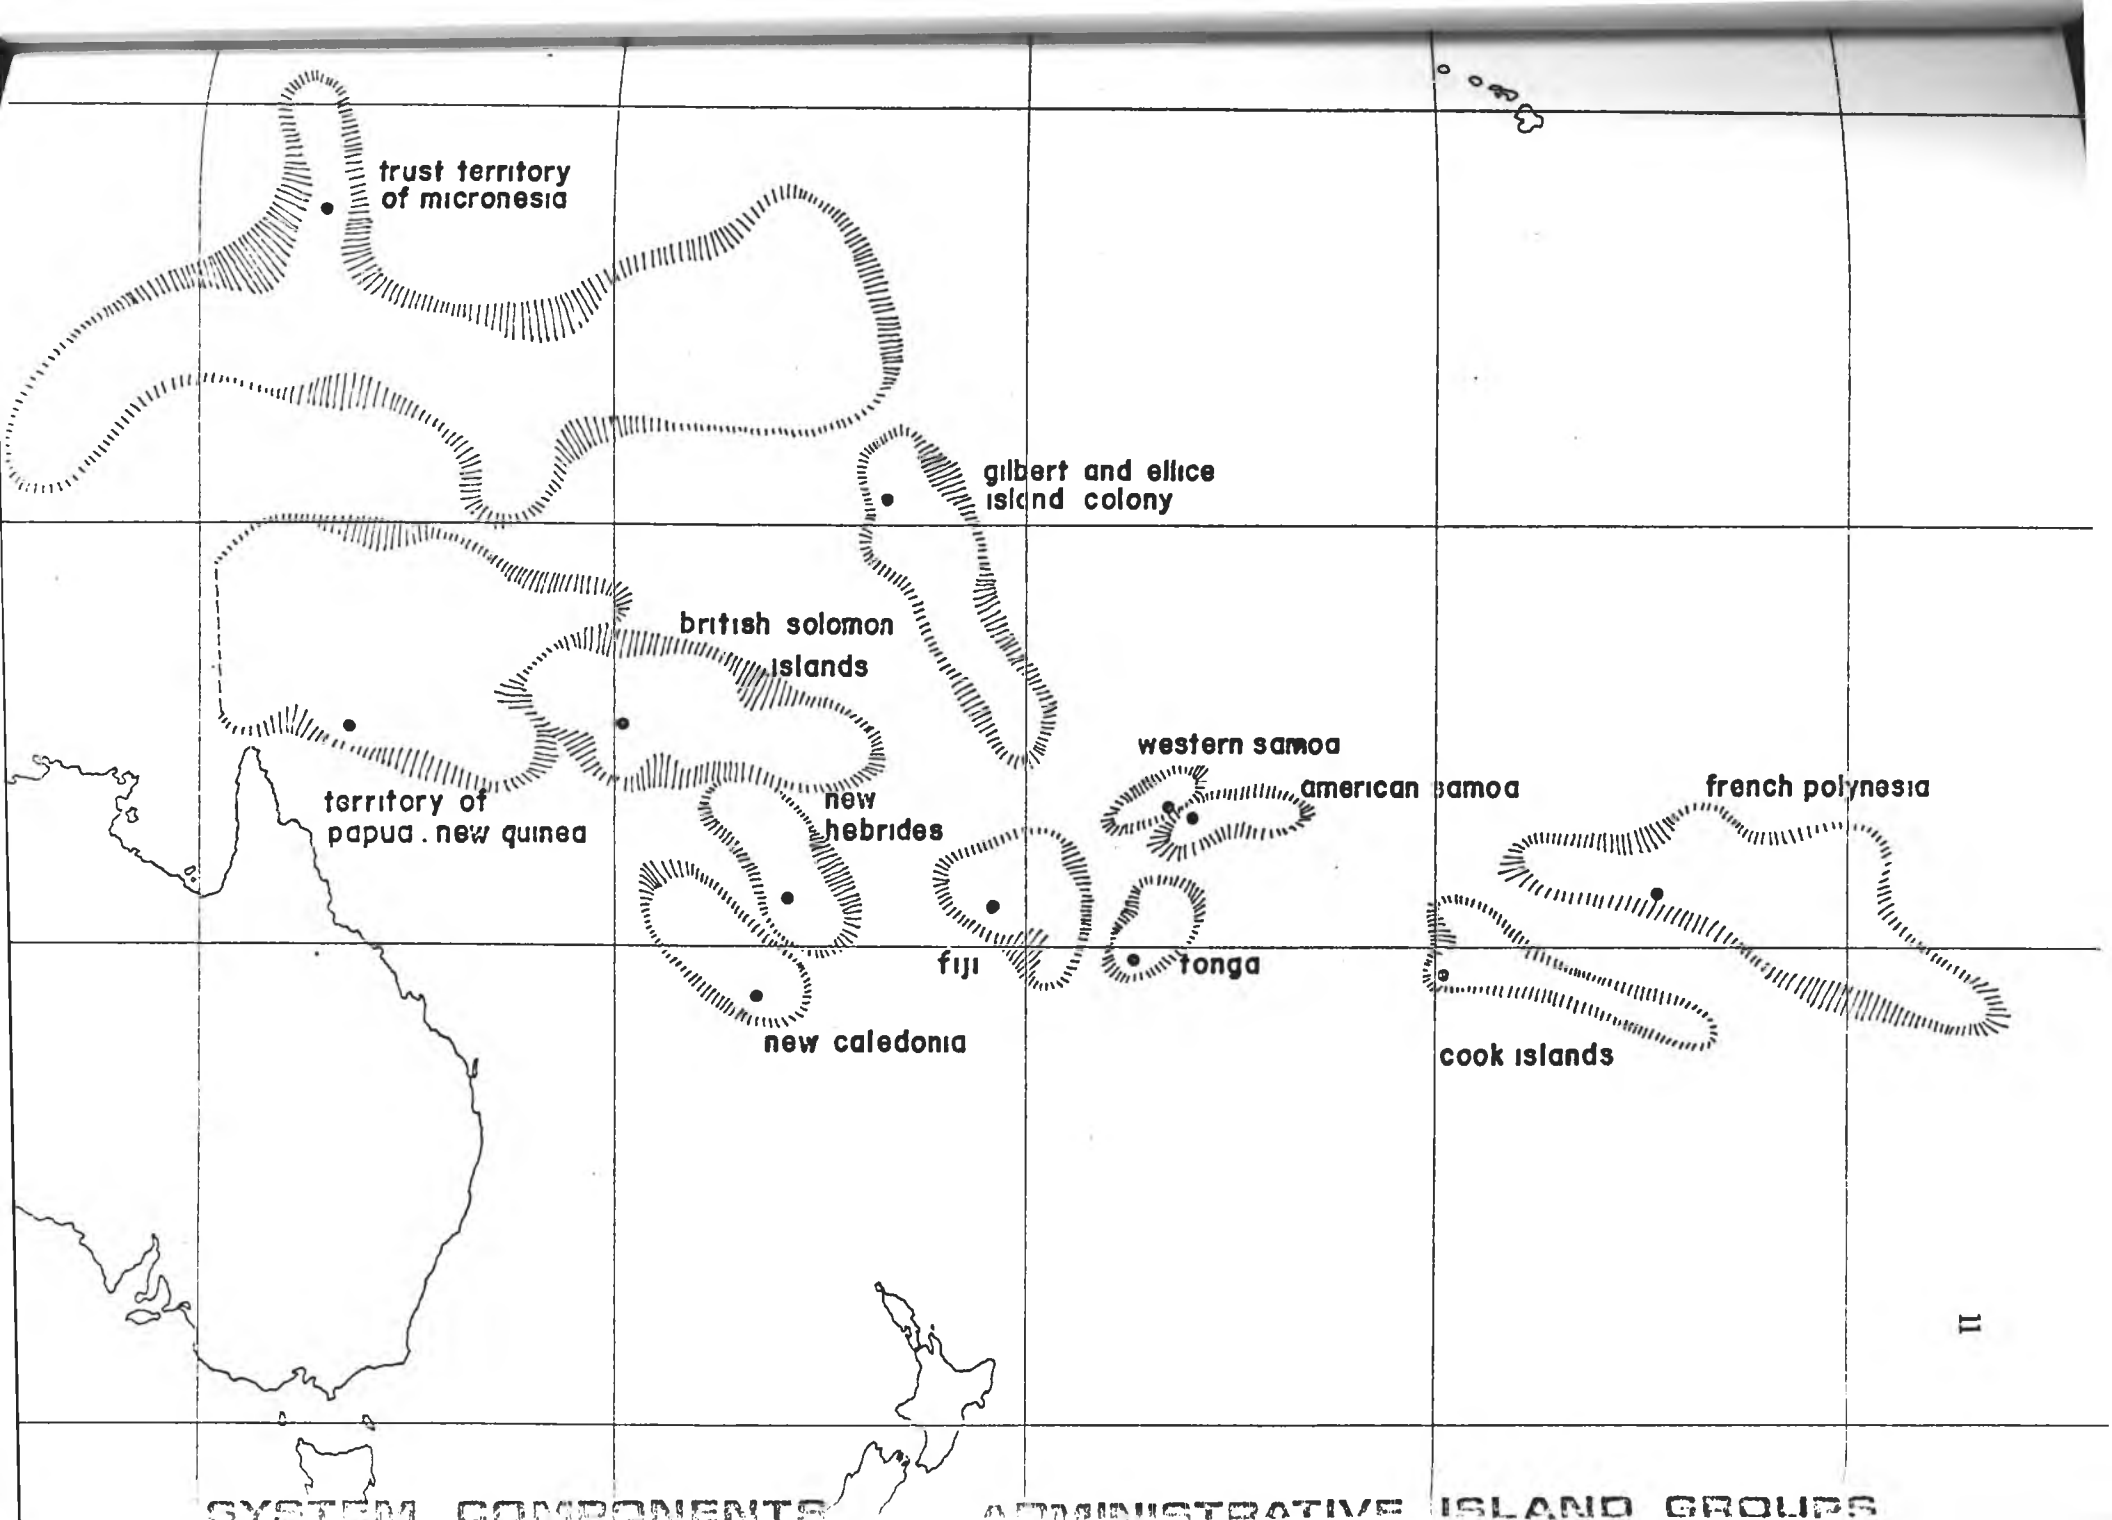 trust territory
of micronesia
gilbert and ellice
island colony
british solomon
islands
western samoa
american samoa
french polynesia
territory of
papua . new quinea
new
hebrides
fiji
tonga
new caledonia
cook islands
11
SYSTEM COMPONENTS ADMINISTRATIVE ISLAND GROUPS